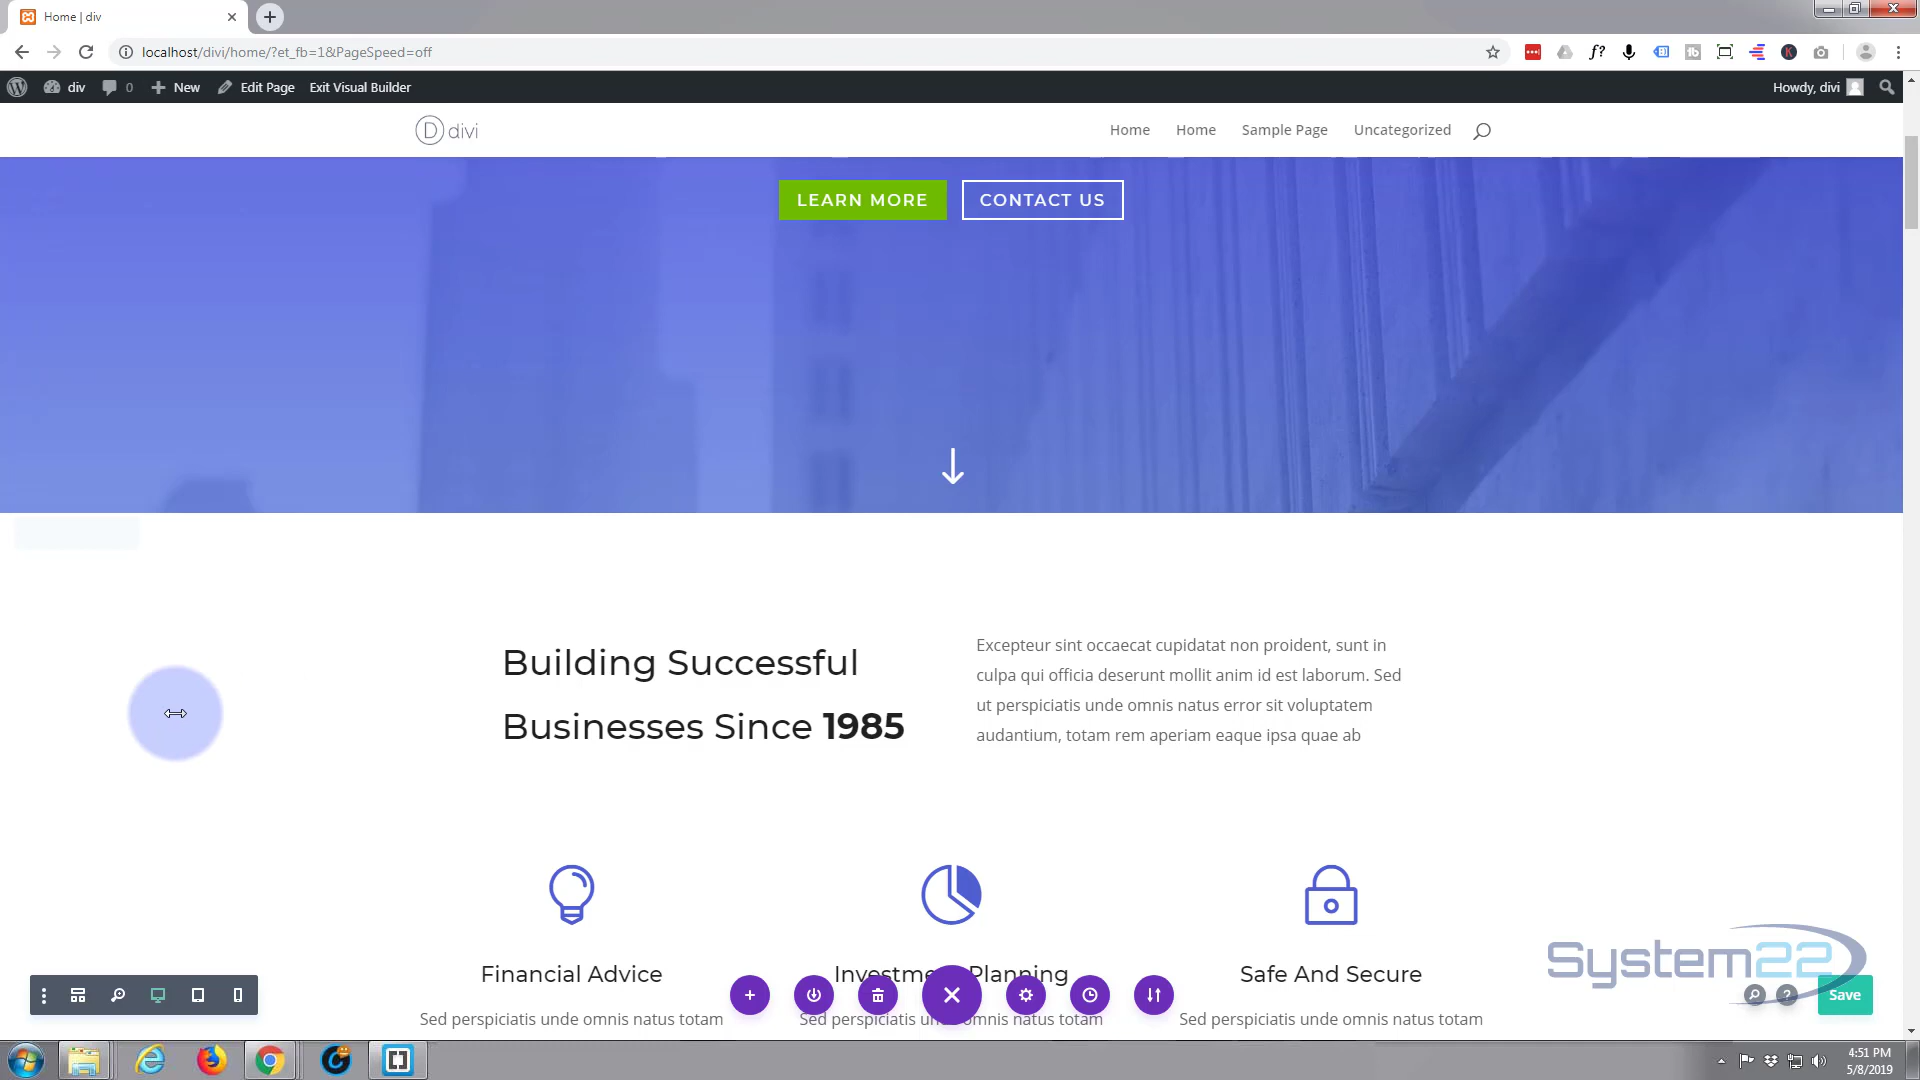 Home | div
localhost/divi/home/?et_fb=1&PageSpeed=off
div
0
New
Edit Page
Exit Visual Builder
Howdy, divi
D divi
Home
Home
Sample Page
Uncategorized
LEARN MORE
CONTACT US
Building Successful
Businesses Since 1985
Excepteur sint occaecat cupidatat non proident, sunt in
culpa qui officia deserunt mollit anim id est laborum. Sed
ut perspiciatis unde omnis natus error sit voluptatem
audantium, totam rem aperiam eaque ipsa quae ab
Financial Advice
Investment Planning
Safe And Secure
Sed perspiciatis unde omnis natus totam
Sed perspiciatis unde omnis natus totam
Sed perspiciatis unde omnis natus totam
System22
Save
4:51 PM
5/8/2019